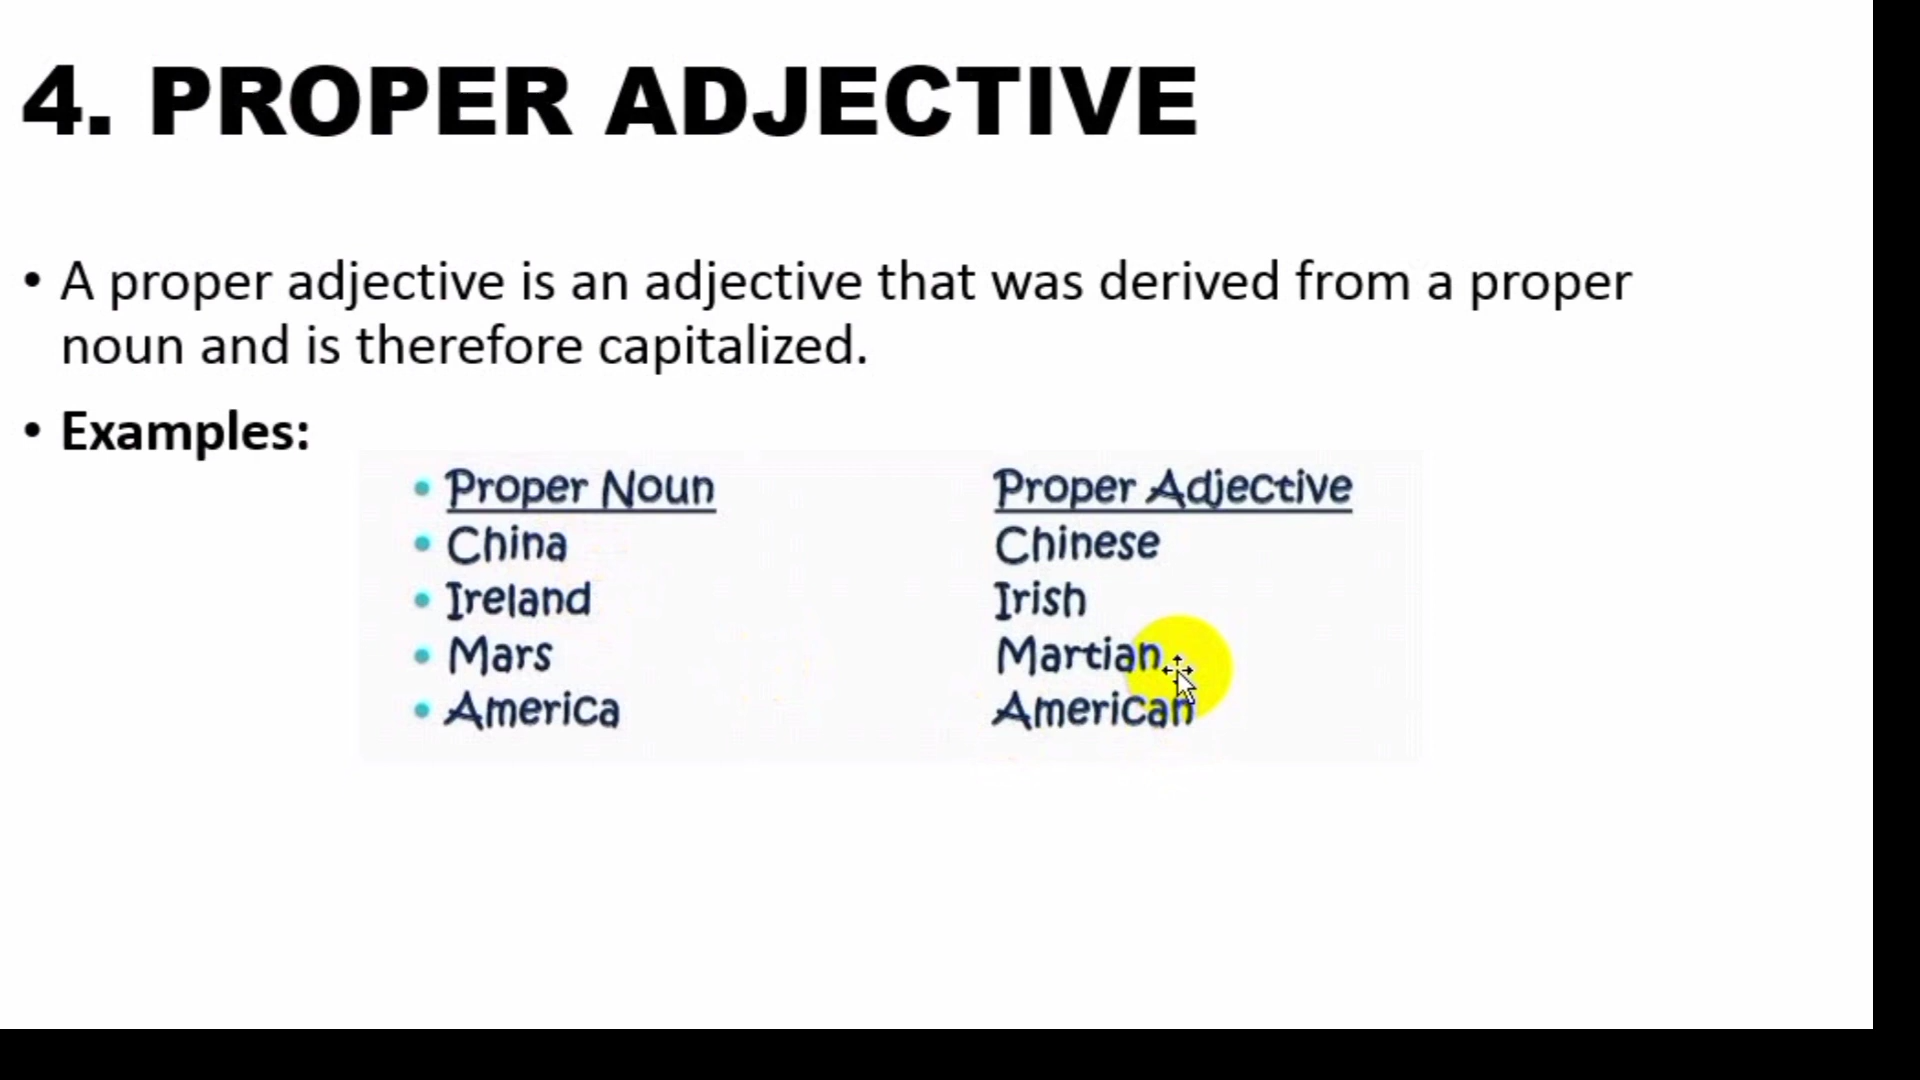 4. PROPER ADJECTIVE
• A proper adjective is an adjective that was derived from a proper
noun and is therefore capitalized.
• Examples:
• Proper Noun Proper Adjective
• China Chinese
• Ireland Irish
• Mars Martian
• America American